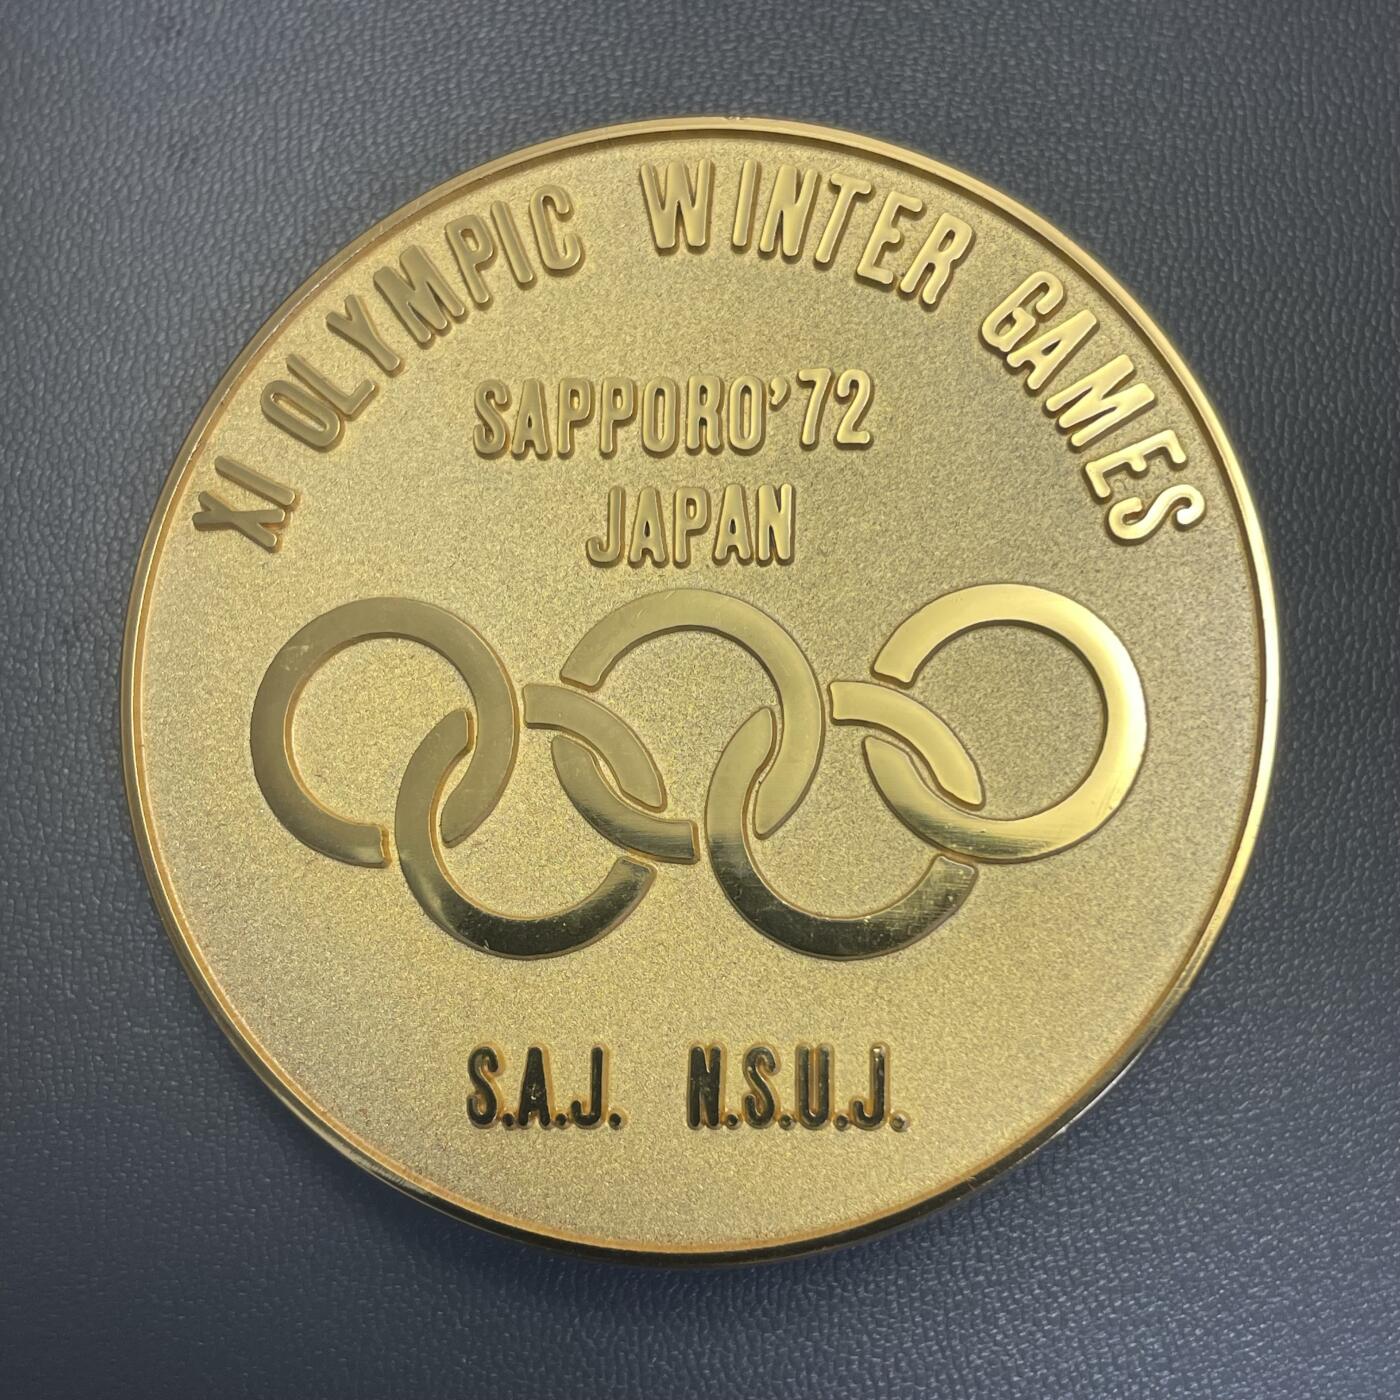 XI OLYMPIC WINTER GAMES
SAPPORO'72
JAPAN
S.A.J. N.S.U.J.